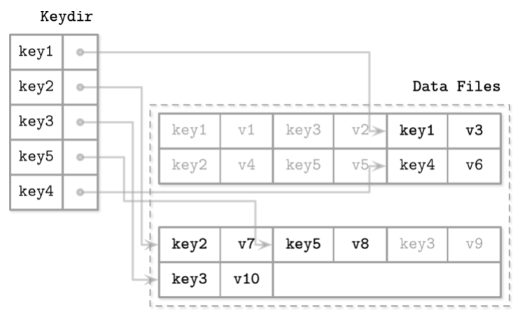 Keydir
key1
key2
key3
key5
key4
Data Files
key1 v1 key3 v2 key1 v3
key2 v4 key5 v5 key4 v6
key2 v7 key5 v8 key3 v9
key3 v10